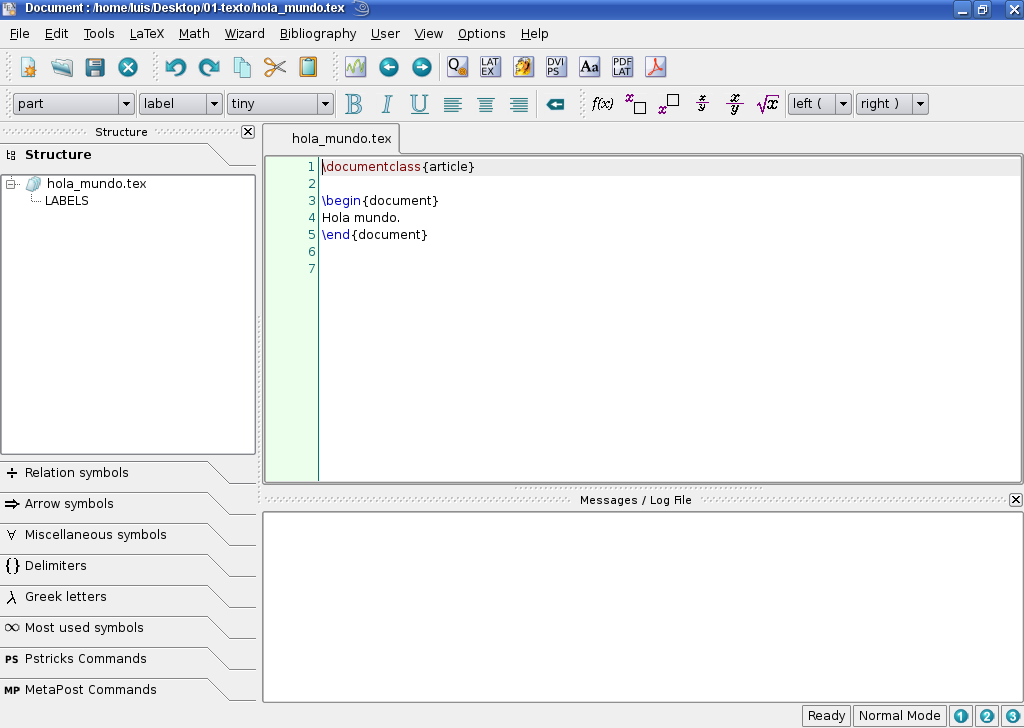 Document : /home/luis/Desktop/01-texto/hola_mundo.tex
File Edit Tools LaTeX Math Wizard Bibliography User View Options Help
Q LAT EX DVI PS Aa PDF LAT
part label tiny B I U f(x) x x x/y x/y √x left ( right )
Structure
Structure
hola_mundo.tex
LABELS
Relation symbols
Arrow symbols
Miscellaneous symbols
{} Delimiters
λ Greek letters
∞ Most used symbols
PS Pstricks Commands
MP MetaPost Commands
hola_mundo.tex
1 \documentclass{article}
2
3 \begin{document}
4 Hola mundo.
5 \end{document}
6
7
Messages / Log File
Ready Normal Mode 1 2 3